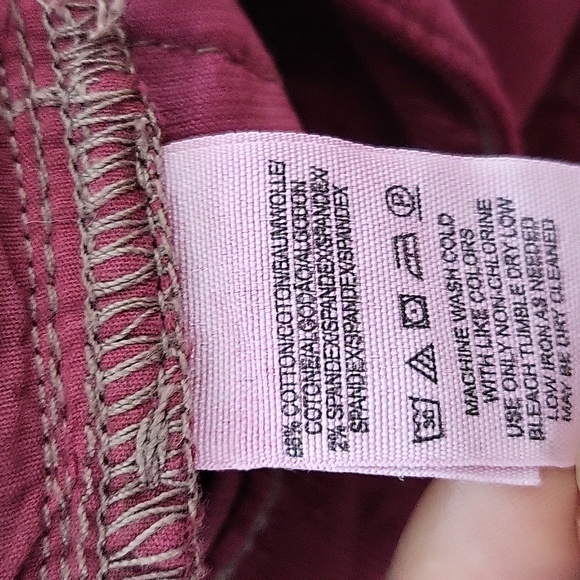 98% COTTON/COTON/BAUMWOLLE/
COTONE/ALGODÃO/ALGODON
2% SPANDEX/SPANDEX/SPANDEX/
SPANDEX/SPANDEX/SPANDEX
30
P
MACHINE WASH COLD
WITH LIKE COLORS
USE ONLY NON-CHLORINE
BLEACH TUMBLE DRY LOW
LOW IRON AS NEEDED
MAY BE DRY CLEANED